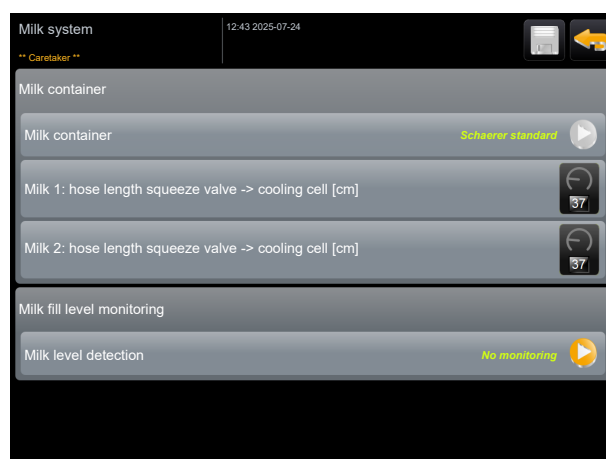 Milk system
12:43 2025-07-24
** Caretaker **
Milk container
Milk container Schaerer standard
Milk 1: hose length squeeze valve -> cooling cell [cm] 37
Milk 2: hose length squeeze valve -> cooling cell [cm] 37
Milk fill level monitoring
Milk level detection No monitoring